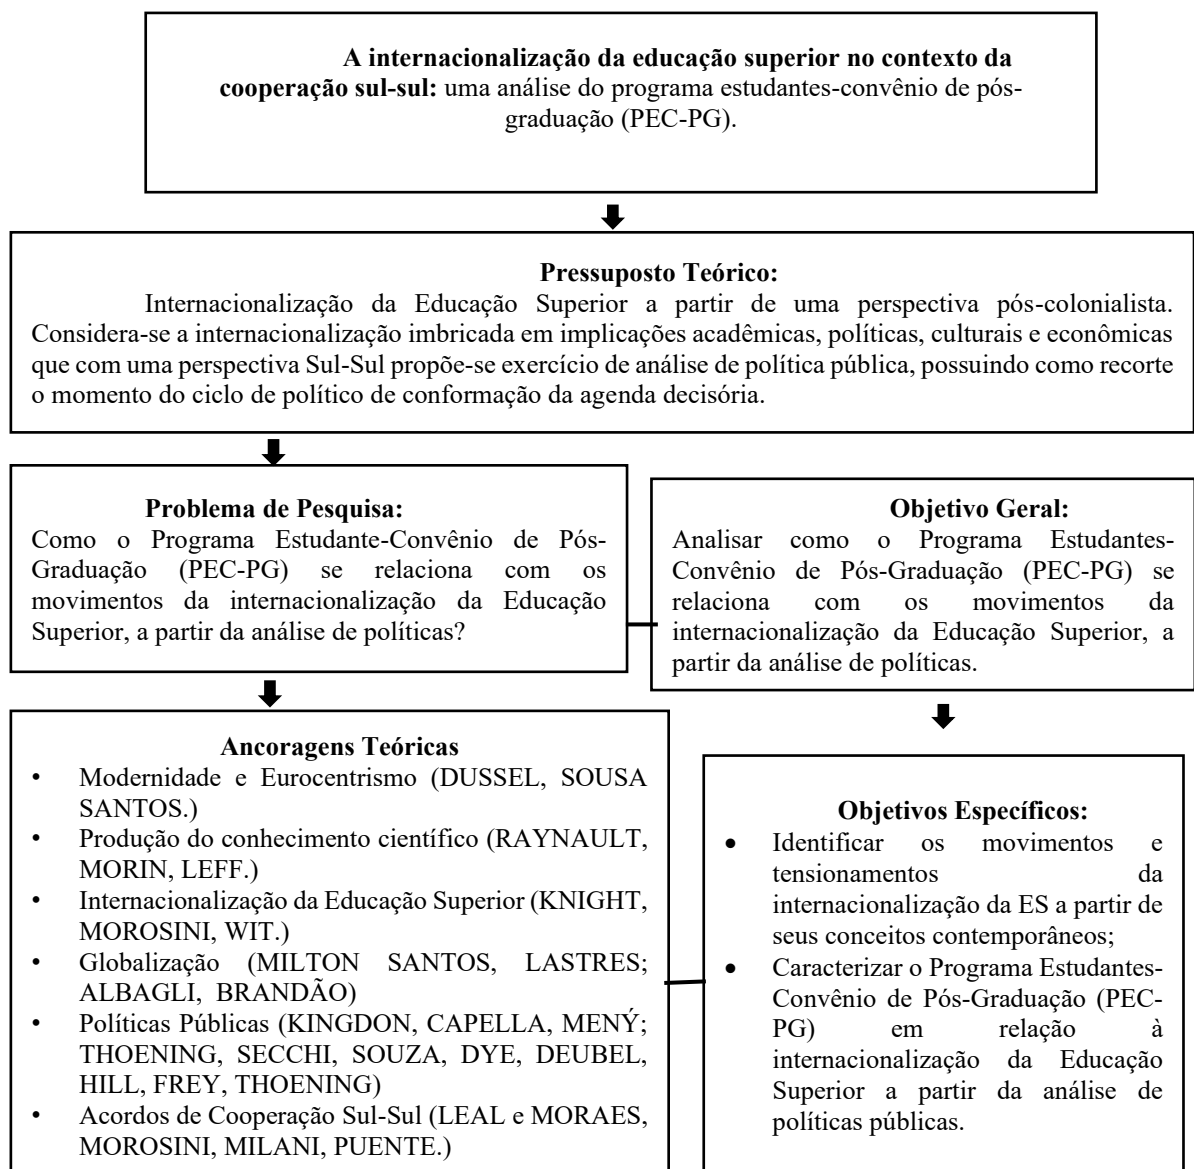 A internacionalização da educação superior no contexto da
cooperação sul-sul: uma análise do programa estudantes-convênio de pós-
graduação (PEC-PG).
Pressuposto Teórico:
Internacionalização da Educação Superior a partir de uma perspectiva pós-colonialista.
Considera-se a internacionalização imbricada em implicações acadêmicas, políticas, culturais e econômicas
que com uma perspectiva Sul-Sul propõe-se exercício de análise de política pública, possuindo como recorte
o momento do ciclo de político de conformação da agenda decisória.
Problema de Pesquisa:
Como o Programa Estudante-Convênio de Pós-
Graduação (PEC-PG) se relaciona com os
movimentos da internacionalização da Educação
Superior, a partir da análise de políticas?
Objetivo Geral:
Analisar como o Programa Estudantes-
Convênio de Pós-Graduação (PEC-PG) se
relaciona com os movimentos da
internacionalização da Educação Superior, a
partir da análise de políticas.
Ancoragens Teóricas
• Modernidade e Eurocentrismo (DUSSEL, SOUSA
SANTOS.)
• Produção do conhecimento científico (RAYNAULT,
MORIN, LEFF.)
• Internacionalização da Educação Superior (KNIGHT,
MOROSINI, WIT.)
• Globalização (MILTON SANTOS, LASTRES;
ALBAGLI, BRANDÃO)
• Políticas Públicas (KINGDON, CAPELLA, MENÝ;
THOENING, SECCHI, SOUZA, DYE, DEUBEL,
HILL, FREY, THOENING)
• Acordos de Cooperação Sul-Sul (LEAL e MORAES,
MOROSINI, MILANI, PUENTE.)
Objetivos Específicos:
• Identificar os movimentos e
tensionamentos da
internacionalização da ES a partir de
seus conceitos contemporâneos;
• Caracterizar o Programa Estudantes-
Convênio de Pós-Graduação (PEC-
PG) em relação à
internacionalização da Educação
Superior a partir da análise de
políticas públicas.